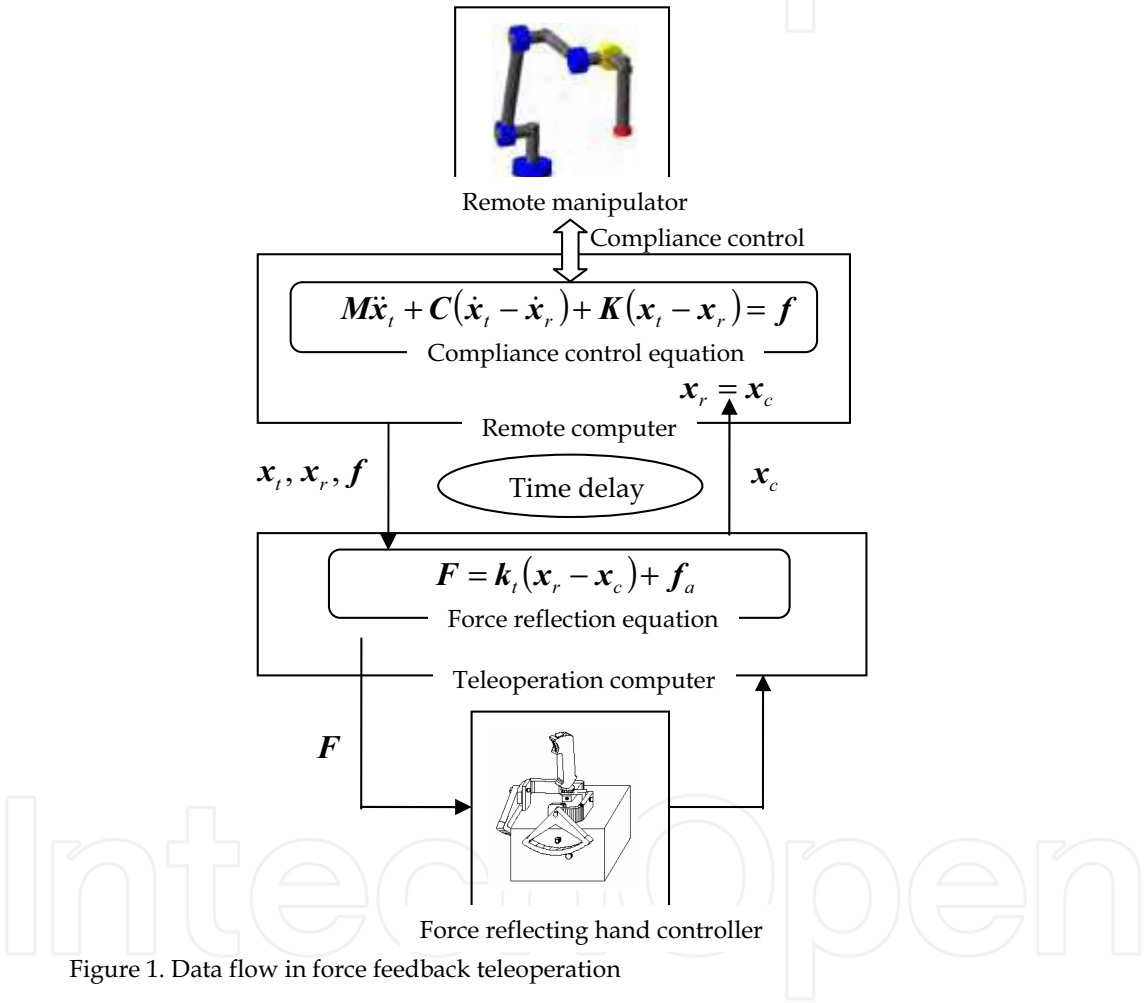 Remote manipulator
Compliance control
Mẍ_t + C(ẋ_t − ẋ_r) + K(x_t − x_r) = f
Compliance control equation
x_r = x_c
Remote computer
x_t, x_r, f
Time delay
x_c
F = k_t(x_r − x_c) + f_a
Force reflection equation
Teleoperation computer
F
Force reflecting hand controller
IntechOpen
Figure 1. Data flow in force feedback teleoperation